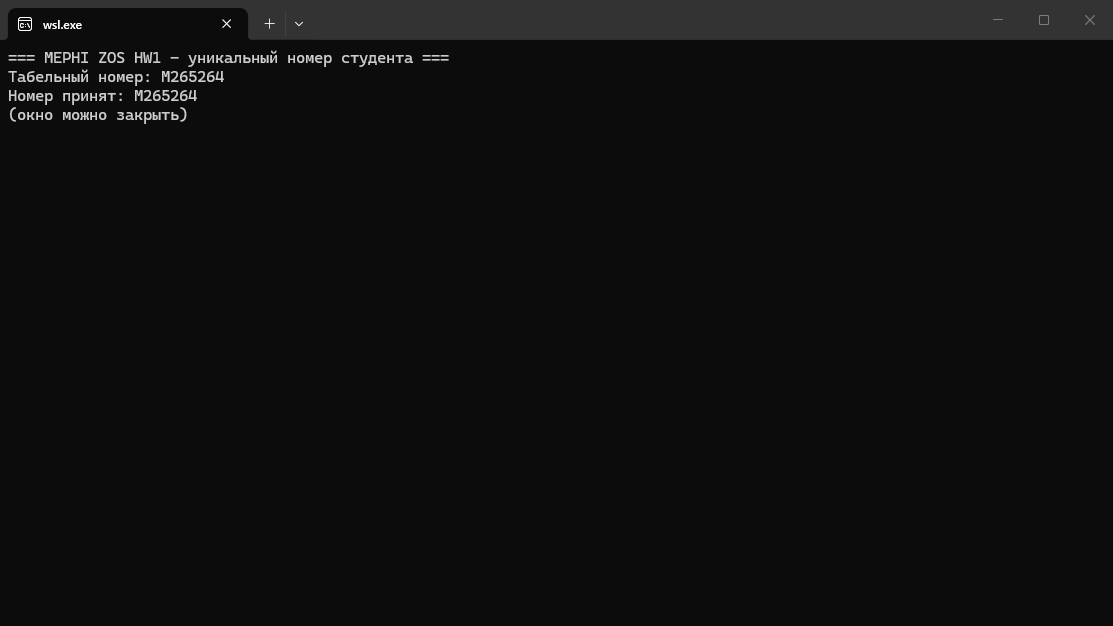 wsl.exe
=== MEPHI ZOS HW1 — уникальный номер студента ===
Табельный номер: M265264
Номер принят: M265264
(окно можно закрыть)